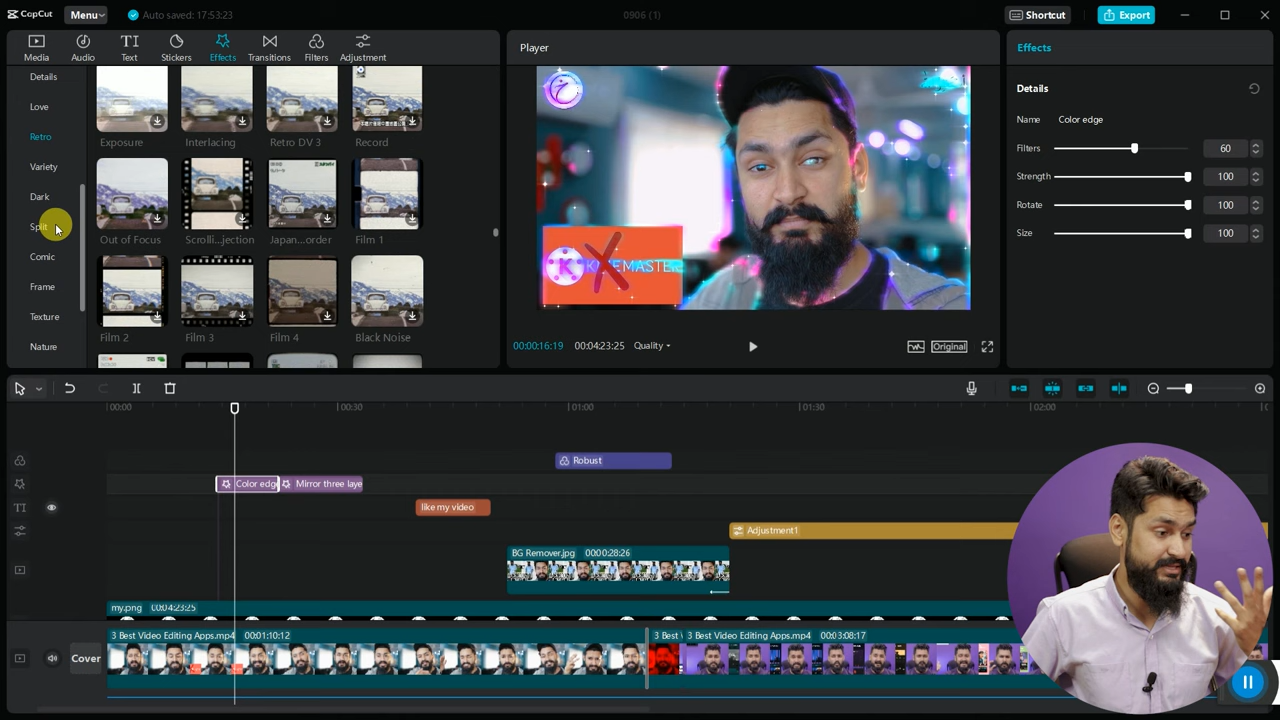 CapCut
Menu
Auto saved: 17:53:23
0906 (1)
Shortcut
Export
Media
Audio
Text
Stickers
Effects
Transitions
Filters
Adjustment
Details
Love
Retro
Variety
Dark
Split
Comic
Frame
Texture
Nature
Exposure
Interlacing
Retro DV 3
Record
Out of Focus
Scrolli...jection
Japan...order
Film 1
Film 2
Film 3
Film 4
Black Noise
Player
00:00:16:19
00:04:23:25
Quality
Original
Effects
Details
Name
Color edge
Filters
60
Strength
100
Rotate
100
Size
100
00:00
00:30
01:00
01:30
02:00
Robust
Color edg
Mirror three laye
like my video
Adjustment1
BG Remover.jpg 00:00:28:26
my.png 00:04:23:25
Cover
3 Best Video Editing Apps.mp4 00:01:10:12
3 Best V
3 Best Video Editing Apps.mp4 00:03:08:17